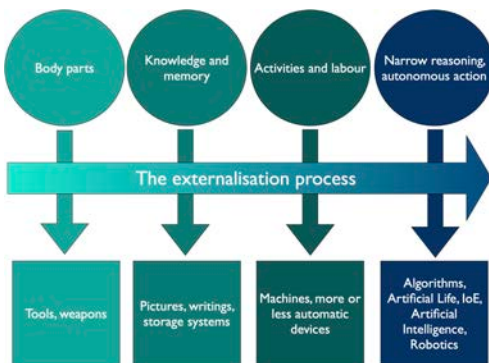 Body parts
Knowledge and
memory
Activities and labour
Narrow reasoning,
autonomous action
The externalisation process
Tools, weapons
Pictures, writings,
storage systems
Machines, more or
less automatic
devices
Algorithms,
Artificial Life, IoE,
Artificial
Intelligence,
Robotics